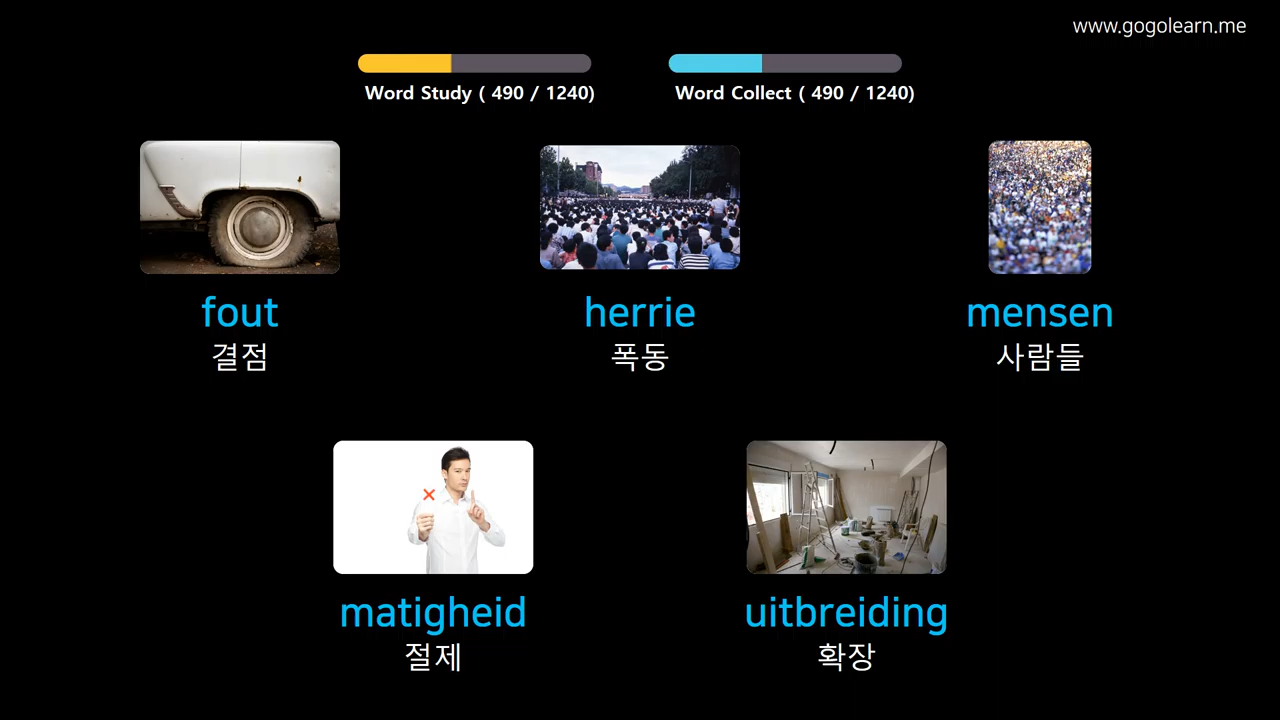 www.gogolearn.me
Word Study ( 490 / 1240)
Word Collect ( 490 / 1240)
fout
결점
herrie
폭동
mensen
사람들
matigheid
절제
uitbreiding
확장